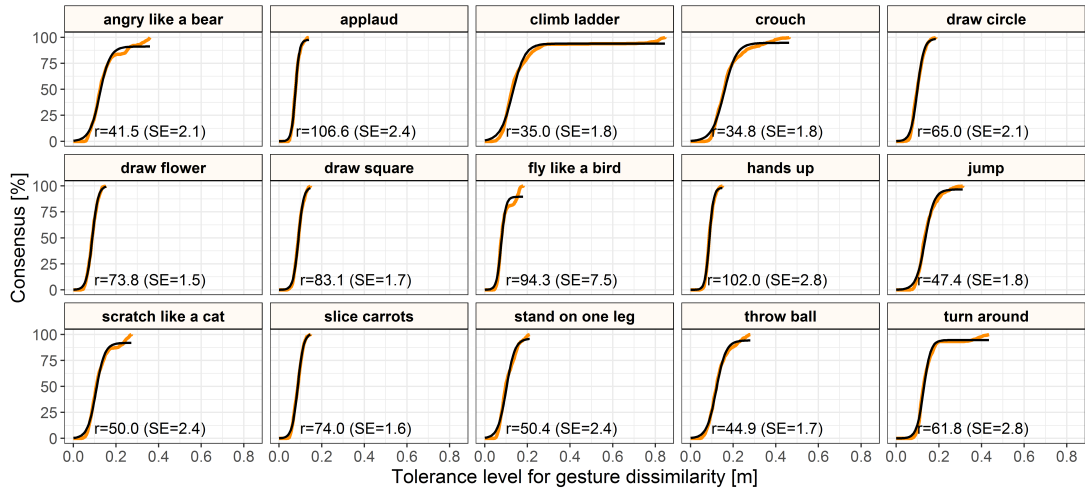 angry like a bear applaud climb ladder crouch draw circle
100
75
50
25
0
r=41.5 (SE=2.1) r=106.6 (SE=2.4) r=35.0 (SE=1.8) r=34.8 (SE=1.8) r=65.0 (SE=2.1)
draw flower draw square fly like a bird hands up jump
100
75
50
25
0
r=73.8 (SE=1.5) r=83.1 (SE=1.7) r=94.3 (SE=7.5) r=102.0 (SE=2.8) r=47.4 (SE=1.8)
Consensus [%]
scratch like a cat slice carrots stand on one leg throw ball turn around
100
75
50
25
0
r=50.0 (SE=2.4) r=74.0 (SE=1.6) r=50.4 (SE=2.4) r=44.9 (SE=1.7) r=61.8 (SE=2.8)
0.0 0.2 0.4 0.6 0.8 0.0 0.2 0.4 0.6 0.8 0.0 0.2 0.4 0.6 0.8 0.0 0.2 0.4 0.6 0.8 0.0 0.2 0.4 0.6 0.8
Tolerance level for gesture dissimilarity [m]